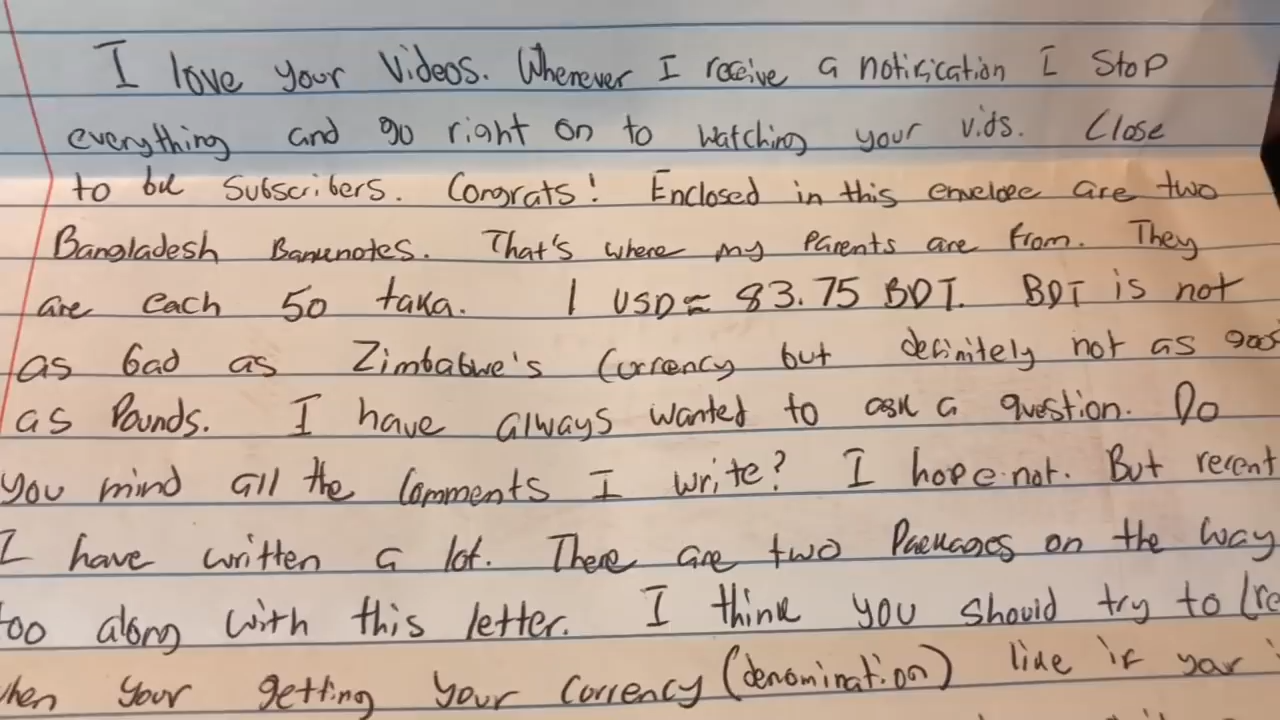 I love your Videos. Whenever I receive a notification I Stop
everything and go right on to watching your vids. Close
to 6k Subscribers. Congrats! Enclosed in this envelope are two
Bangladesh Banknotes. That's where my Parents are from. They
are each 50 taka. 1 USD ≈ 83.75 BDT. BDT is not
as bad as Zimbabwe's Currency but definitely not as good
as Pounds. I have always wanted to ask a question. Do
you mind all the Comments I write? I hope not. But recent
I have written a lot. There are two Packages on the way
too along with this letter. I think you should try to
when your getting your Currency (denomination) like if your